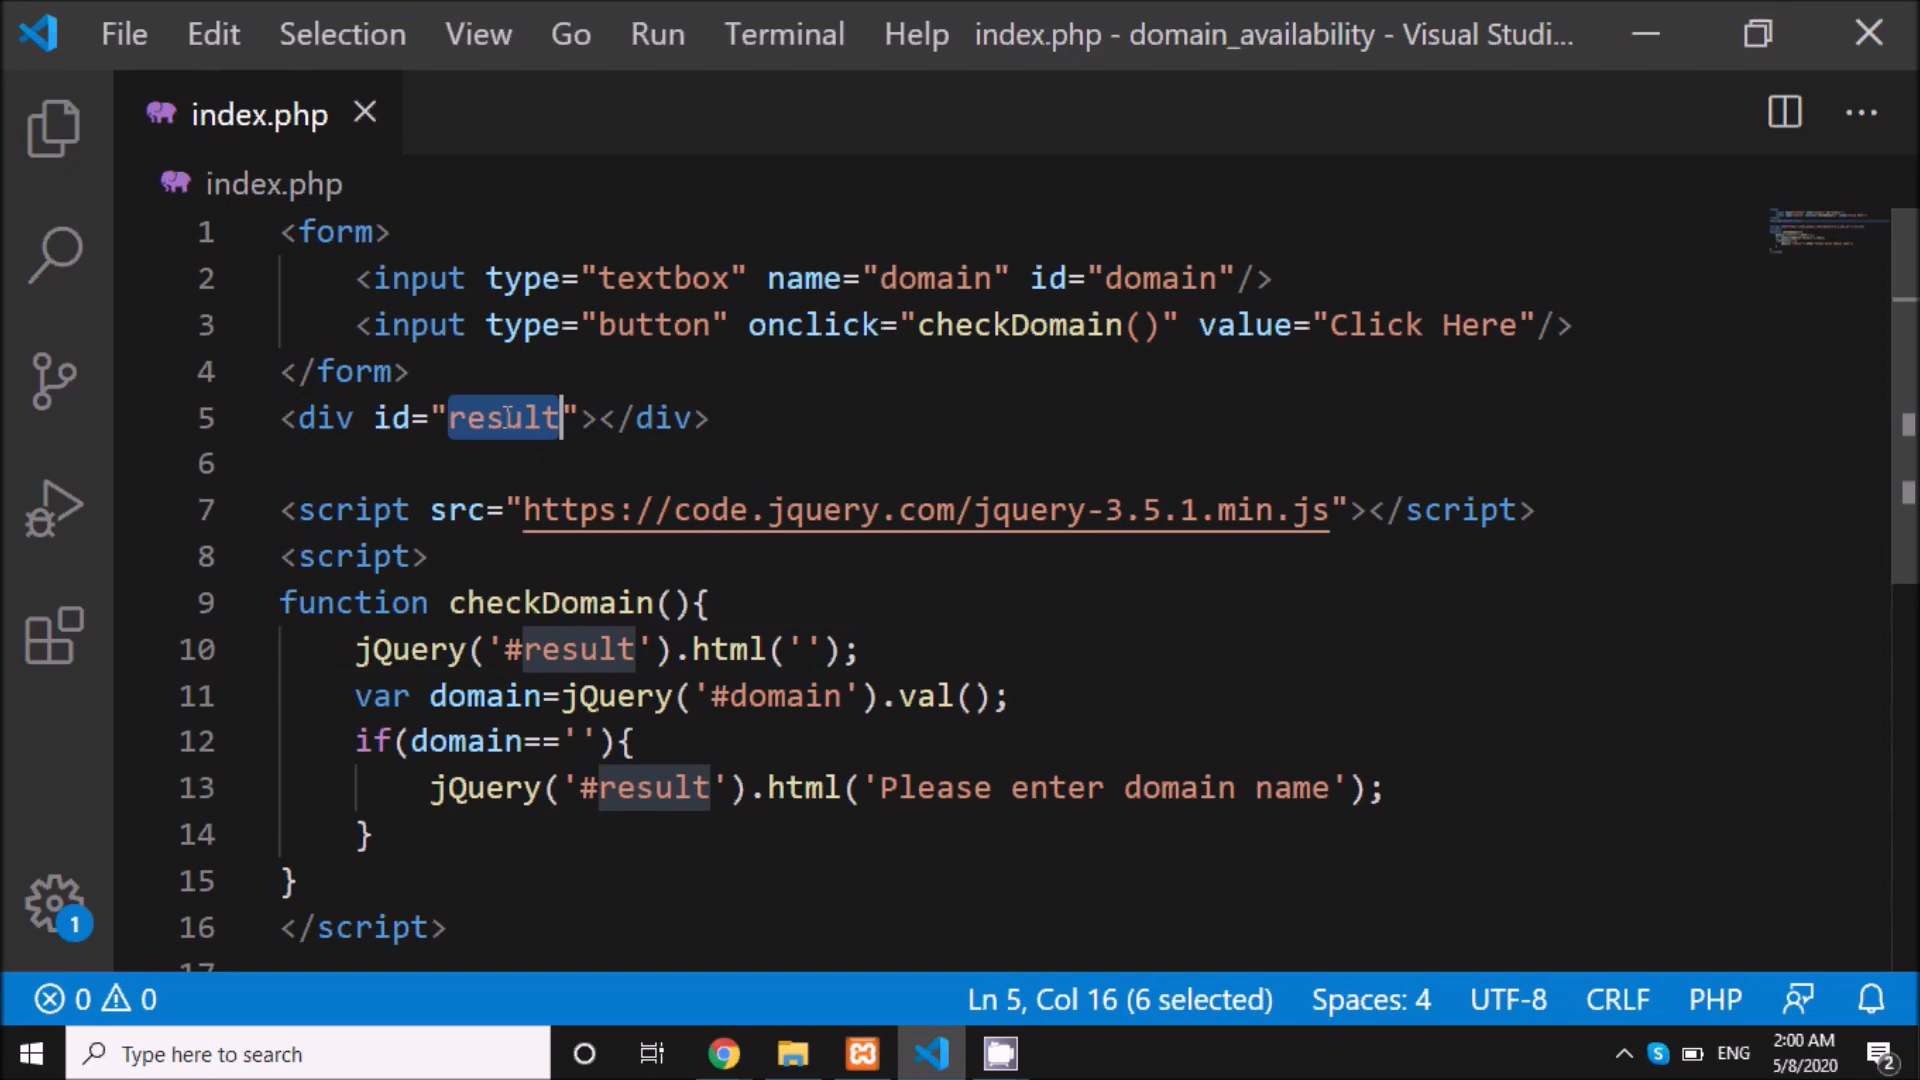 File Edit Selection View Go Run Terminal Help index.php - domain_availability - Visual Studi...
index.php
index.php
1 <form>
2 <input type="textbox" name="domain" id="domain"/>
3 <input type="button" onclick="checkDomain()" value="Click Here"/>
4 </form>
5 <div id="result"></div>
6
7 <script src="https://code.jquery.com/jquery-3.5.1.min.js"></script>
8 <script>
9 function checkDomain(){
10 jQuery('#result').html('');
11 var domain=jQuery('#domain').val();
12 if(domain==''){
13 jQuery('#result').html('Please enter domain name');
14 }
15 }
16 </script>
17
1
0 0 Ln 5, Col 16 (6 selected) Spaces: 4 UTF-8 CRLF PHP
Type here to search ENG 2:00 AM
5/8/2020 2